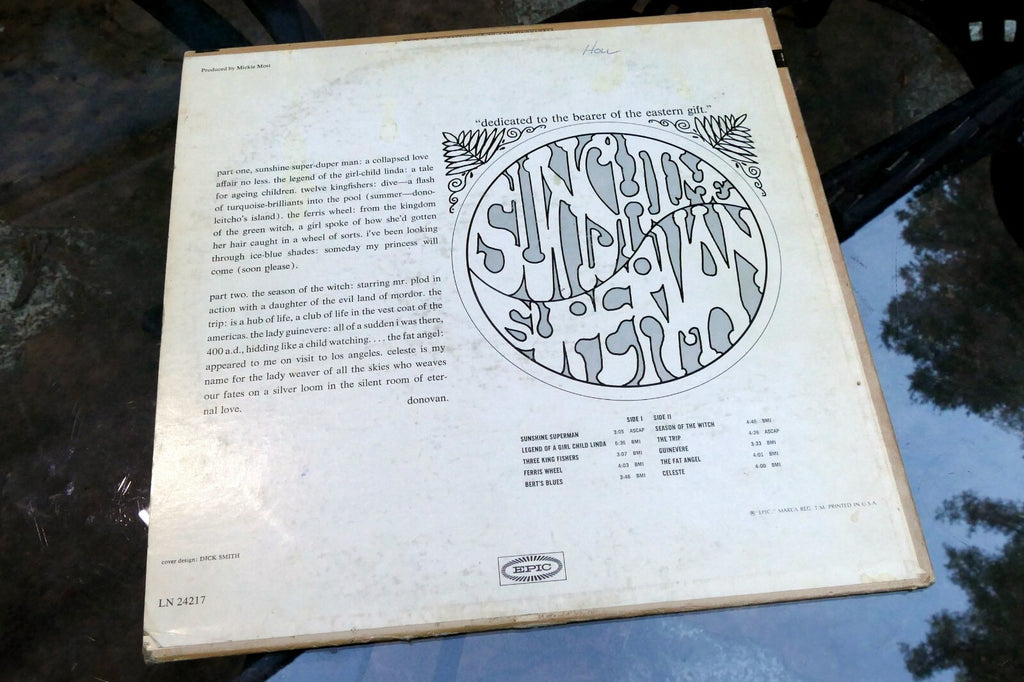 Produced by Mickie Most
"dedicated to the bearer of the eastern gift."
part one, sunshine super-duper man: a collapsed love
affair no less. the legend of the girl-child linda: a tale
for ageing children. twelve kingfishers: dive—a flash
of turquoise-brilliants into the pool (summer—dono-
leitcho's island). the ferris wheel: from the kingdom
of the green witch, a girl spoke of how she'd gotten
her hair caught in a wheel of sorts. i've been looking
through ice-blue shades: someday my princess will
come (soon please).
part two. the season of the witch: starring mr. plod in
action with a daughter of the evil land of mordor. the
trip: is a hub of life, a club of life in the vest coat of the
americas. the lady guinevere: all of a sudden i was there,
400 a.d., hidding like a child watching. . . . the fat angel:
appeared to me on visit to los angeles. celeste is my
name for the lady weaver of all the skies who weaves
our fates on a silver loom in the silent room of eter-
nal love.
donovan.
SIDE I
SUNSHINE SUPERMAN 3:05 ASCAP
LEGEND OF A GIRL CHILD LINDA BMI
THREE KING FISHERS 3:07 BMI
FERRIS WHEEL 4:03 BMI
BERT'S BLUES 3:46 BMI
SIDE II
SEASON OF THE WITCH BMI
THE TRIP ASCAP
GUINEVERE 3:33 BMI
THE FAT ANGEL 4:01 BMI
CELESTE 4:00 BMI
® "EPIC," MARCA REG. T.M. PRINTED IN U.S.A.
cover design: DICK SMITH
EPIC
LN 24217